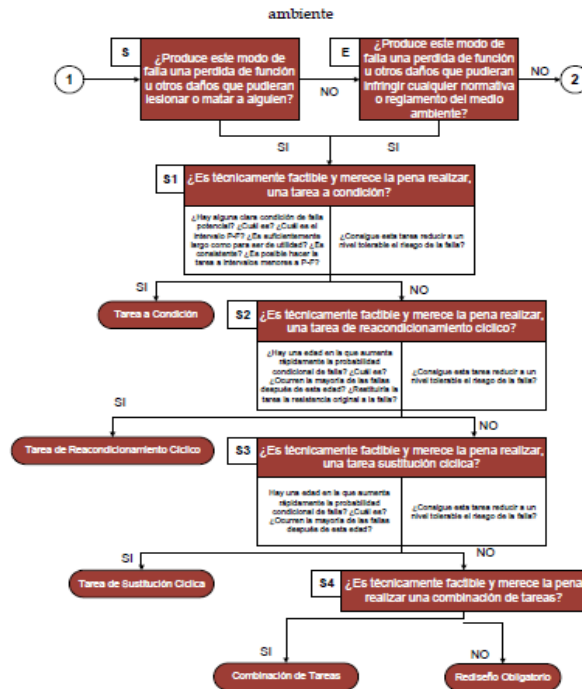 ambiente
1
S
¿Produce este modo de
falla una perdida de función
u otros daños que pudieran
lesionar o matar a alguien?
NO
E
¿Produce este modo de
falla una perdida de función
u otros daños que pudieran
infringir cualquier normativa
o reglamento del medio
ambiente?
NO
2
SI
SI
S1
¿Es técnicamente factible y merece la pena realizar,
una tarea a condición?
¿Hay alguna clara condición de falla
potencial? ¿Cuál es? ¿Cuál es el
intervalo P-F? ¿Es suficientemente
largo como para ser de utilidad? ¿Es
consistente? ¿Es posible hacer la
tarea a intervalos menores a P-F?
¿Consigue esta tarea reducir a un
nivel tolerable el riesgo de la falla?
SI
NO
Tarea a Condición
S2
¿Es técnicamente factible y merece la pena realizar,
una tarea de reacondicionamiento cíclico?
¿Hay una edad en la que aumenta
rápidamente la probabilidad
condicional de falla? ¿Cuál es?
¿Ocurren la mayoría de las fallas
después de esta edad? ¿Restituiría la
tarea la resistencia original a la falla?
¿Consigue esta tarea reducir a un
nivel tolerable el riesgo de la falla?
SI
NO
Tarea de Reacondicionamiento Cíclico
S3
¿Es técnicamente factible y merece la pena realizar,
una tarea sustitución cíclica?
Hay una edad en la que aumenta
rápidamente la probabilidad
condicional de falla? ¿Cuál es?
¿Ocurren la mayoría de las fallas
después de esta edad?
¿Consigue esta tarea reducir a un
nivel tolerable el riesgo de la falla?
SI
NO
Tarea de Sustitución Cíclica
S4
¿Es técnicamente factible y merece la pena
realizar una combinación de tareas?
SI
NO
Combinación de Tareas
Rediseño Obligatorio